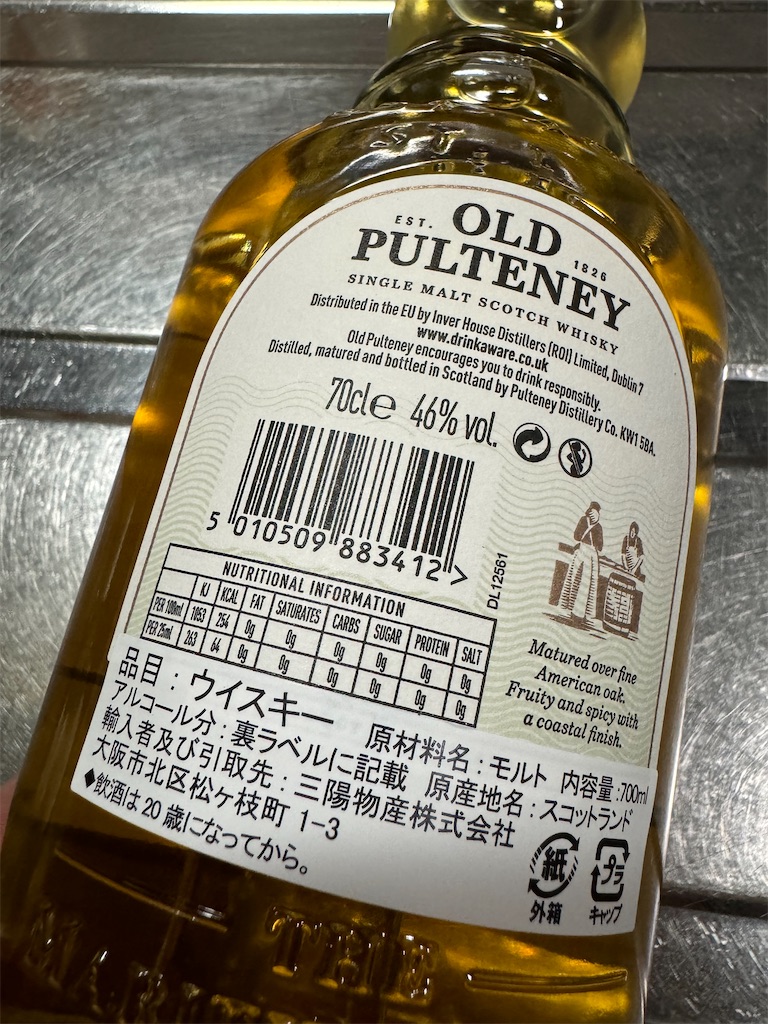 EST. OLD 1826
PULTENEY
SINGLE MALT SCOTCH WHISKY
Distributed in the EU by Inver House Distillers (ROI) Limited, Dublin 7
www.drinkaware.co.uk
Old Pulteney encourages you to drink responsibly.
Distilled, matured and bottled in Scotland by Pulteney Distillery Co. KW1 5BA.
70cl℮ 46% vol.
5 010509 883412 >
DL12561
NUTRITIONAL INFORMATION
KJ KCAL FAT SATURATES CARBS SUGAR PROTEIN SALT
PER 100ml 1053 254 0g 0g 0g 0g 0g 0g
PER 25ml 263 64 0g 0g 0g 0g 0g 0g
Matured over fine
American oak.
Fruity and spicy with
a coastal finish.
品目：ウイスキー 原材料名：モルト 内容量：700ml
アルコール分：裏ラベルに記載 原産地名：スコットランド
輸入者及び引取先：三陽物産株式会社
大阪市北区松ヶ枝町 1-3
◆飲酒は20歳になってから。
紙 プラ
外箱 キャップ
THE